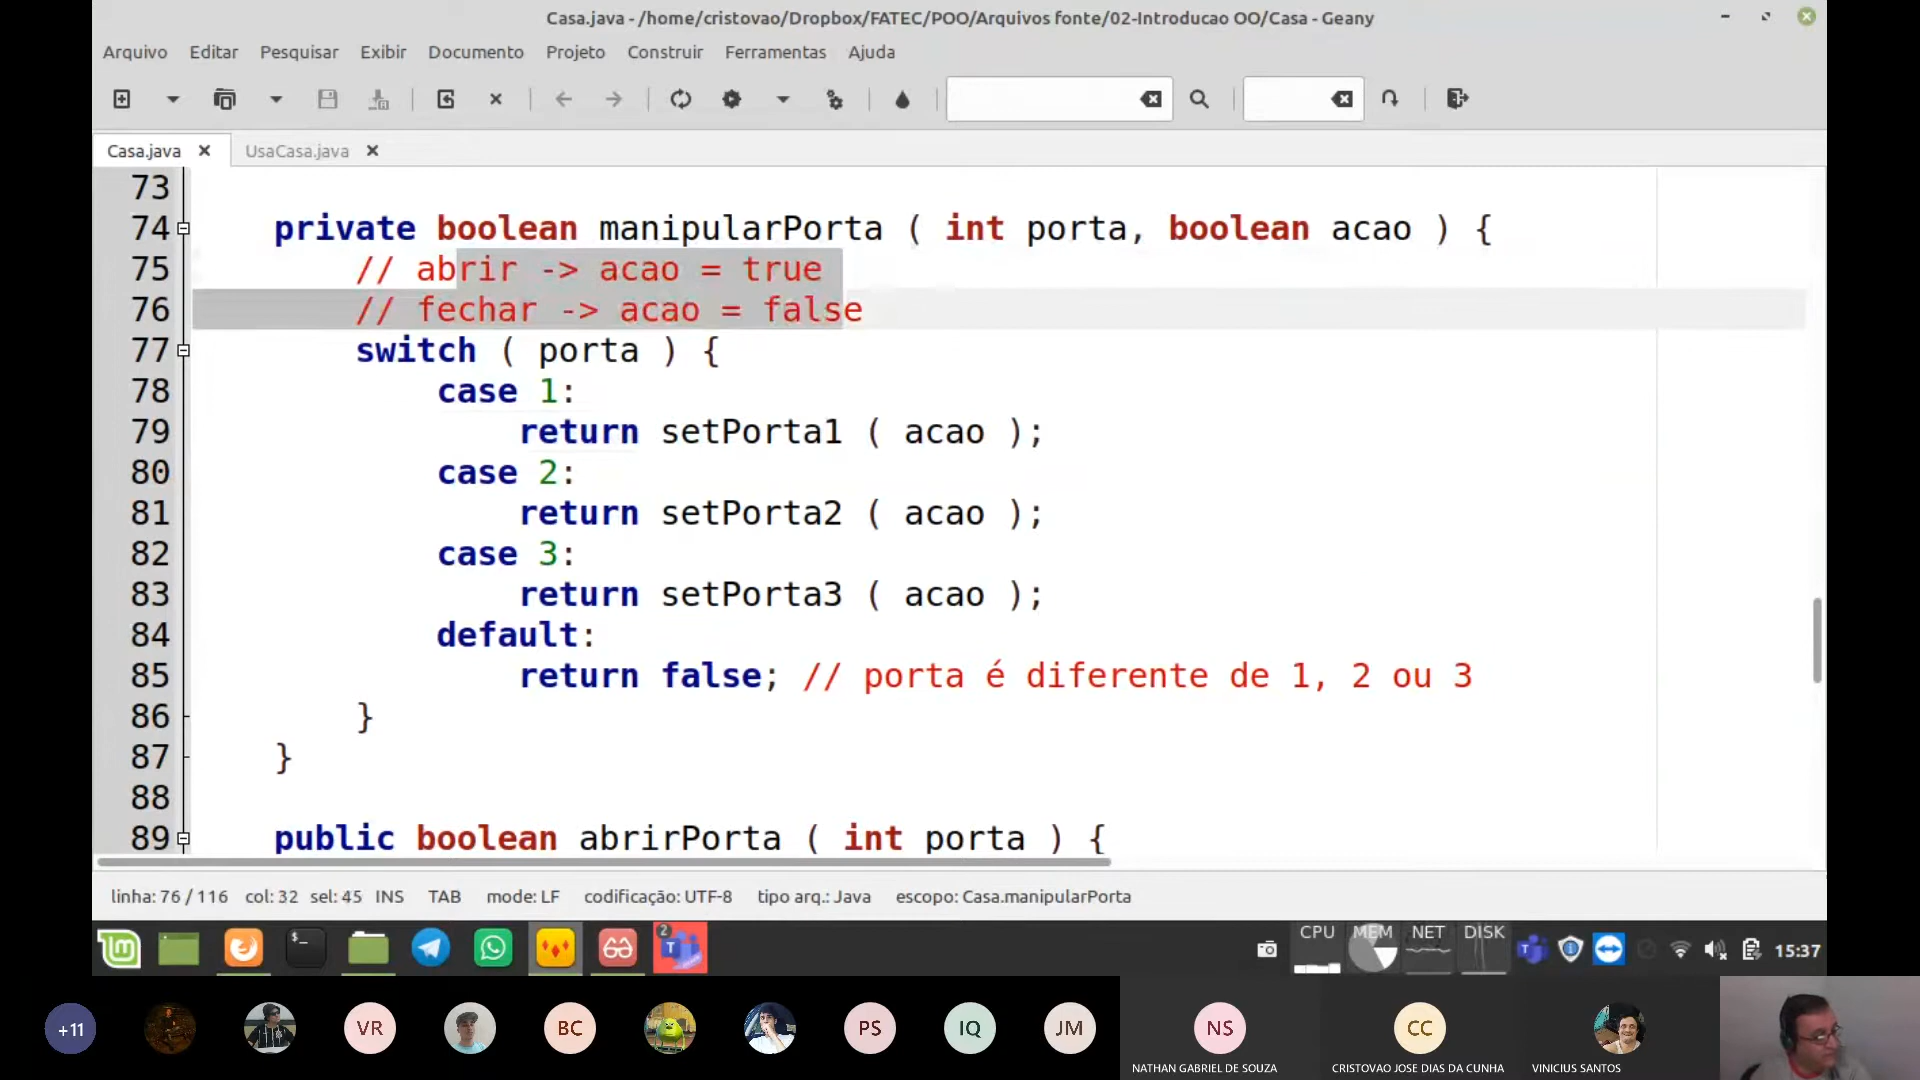 Casa.java - /home/cristovao/Dropbox/FATEC/POO/Arquivos fonte/02-Introducao OO/Casa - Geany
Arquivo Editar Pesquisar Exibir Documento Projeto Construir Ferramentas Ajuda
Casa.java UsaCasa.java
73
74 private boolean manipularPorta ( int porta, boolean acao ) {
75 // abrir -> acao = true
76 // fechar -> acao = false
77 switch ( porta ) {
78 case 1:
79 return setPorta1 ( acao );
80 case 2:
81 return setPorta2 ( acao );
82 case 3:
83 return setPorta3 ( acao );
84 default:
85 return false; // porta é diferente de 1, 2 ou 3
86 }
87 }
88
89 public boolean abrirPorta ( int porta ) {
linha: 76 / 116 col: 32 sel: 45 INS TAB mode: LF codificação: UTF-8 tipo arq.: Java escopo: Casa.manipularPorta
CPU MEM NET DISK
2
T
15:37
+11 VR BC PS IQ JM NS CC
NATHAN GABRIEL DE SOUZA CRISTOVAO JOSE DIAS DA CUNHA VINICIUS SANTOS